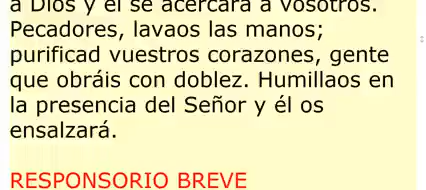 a Dios y él se acercará a vosotros.
Pecadores, lavaos las manos;
purificad vuestros corazones, gente
que obráis con doblez. Humillaos en
la presencia del Señor y él os
ensalzará.
RESPONSORIO BREVE